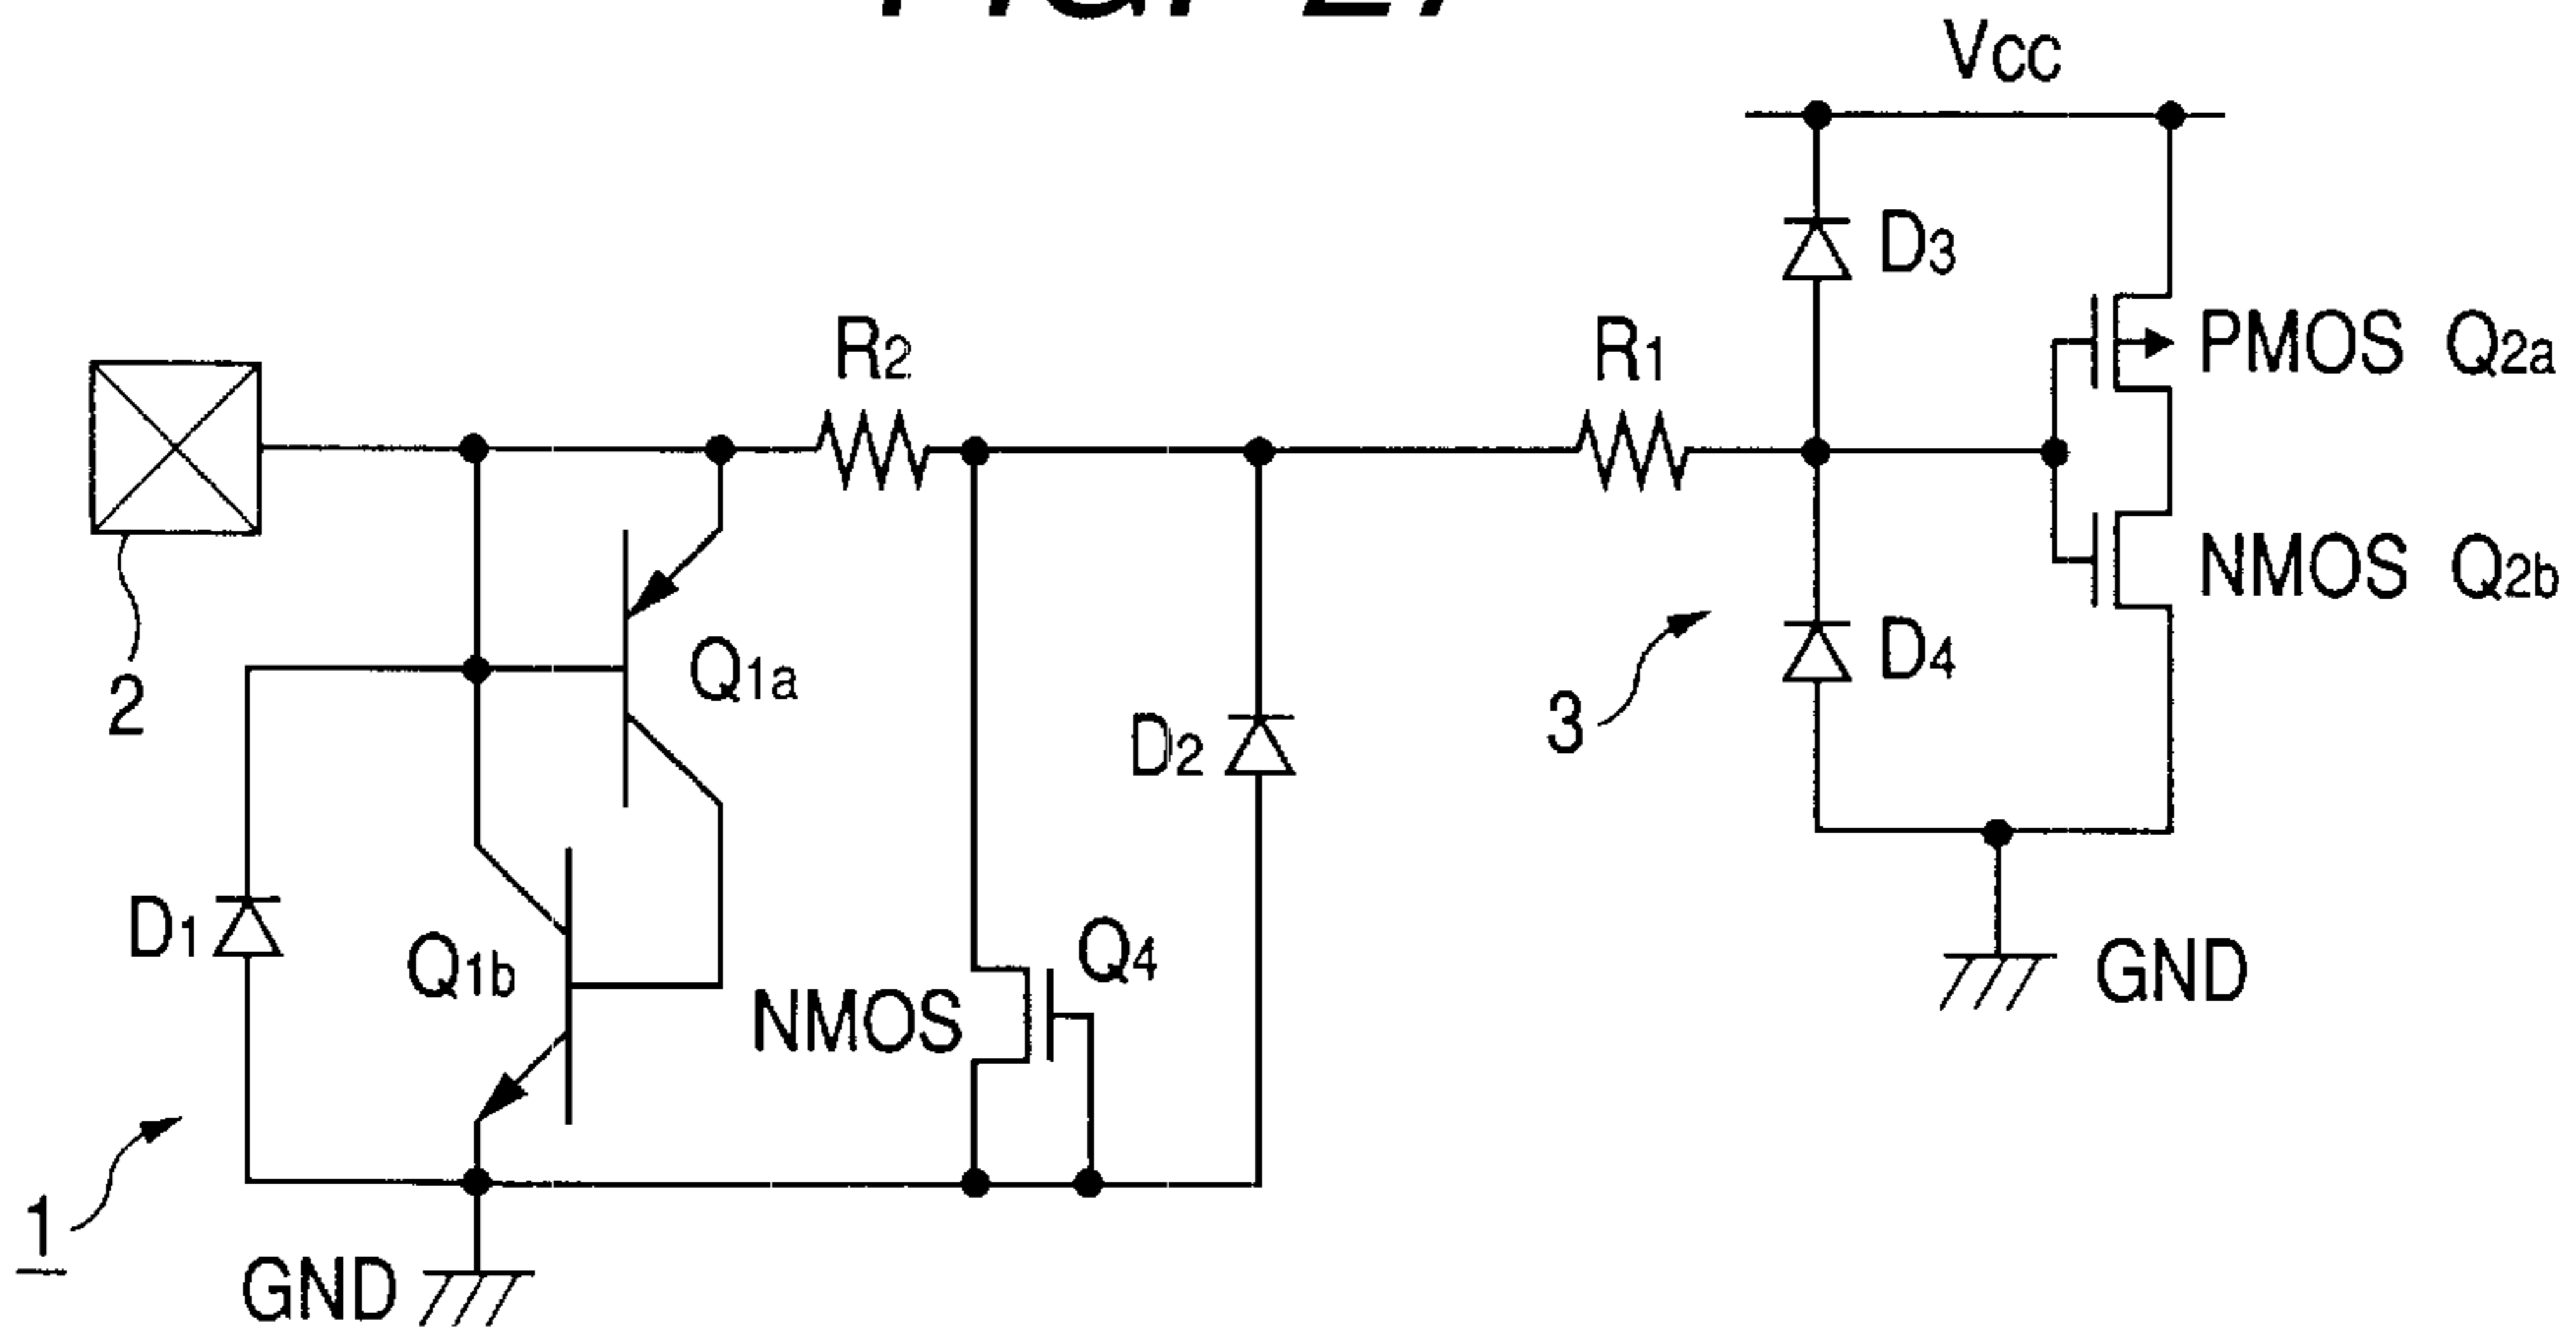 VCC
D3
R2
R1
PMOS Q2a
NMOS Q2b
2
Q1a
D4
3
D2
D1
Q1b
Q4
NMOS
GND
1
GND